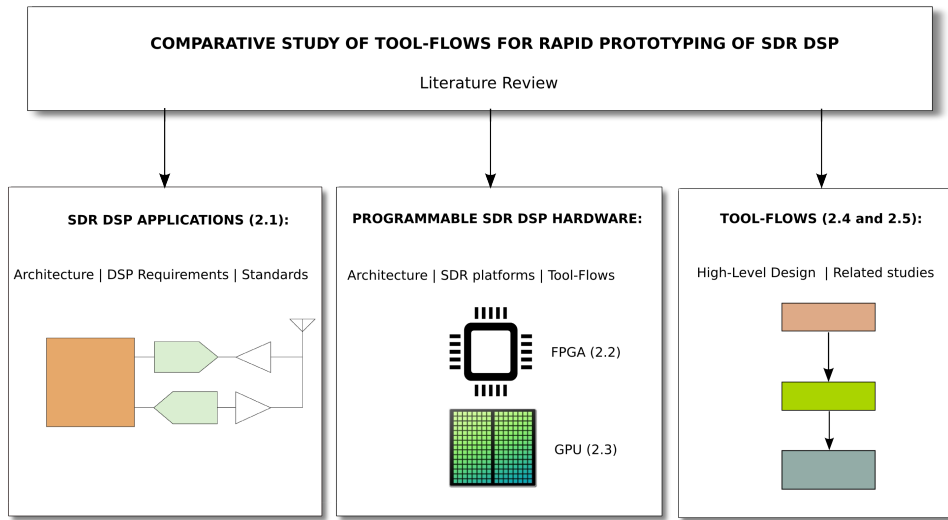 COMPARATIVE STUDY OF TOOL-FLOWS FOR RAPID PROTOTYPING OF SDR DSP
Literature Review
SDR DSP APPLICATIONS (2.1):
Architecture | DSP Requirements | Standards
PROGRAMMABLE SDR DSP HARDWARE:
Architecture | SDR platforms | Tool-Flows
FPGA (2.2)
GPU (2.3)
TOOL-FLOWS (2.4 and 2.5):
High-Level Design | Related studies